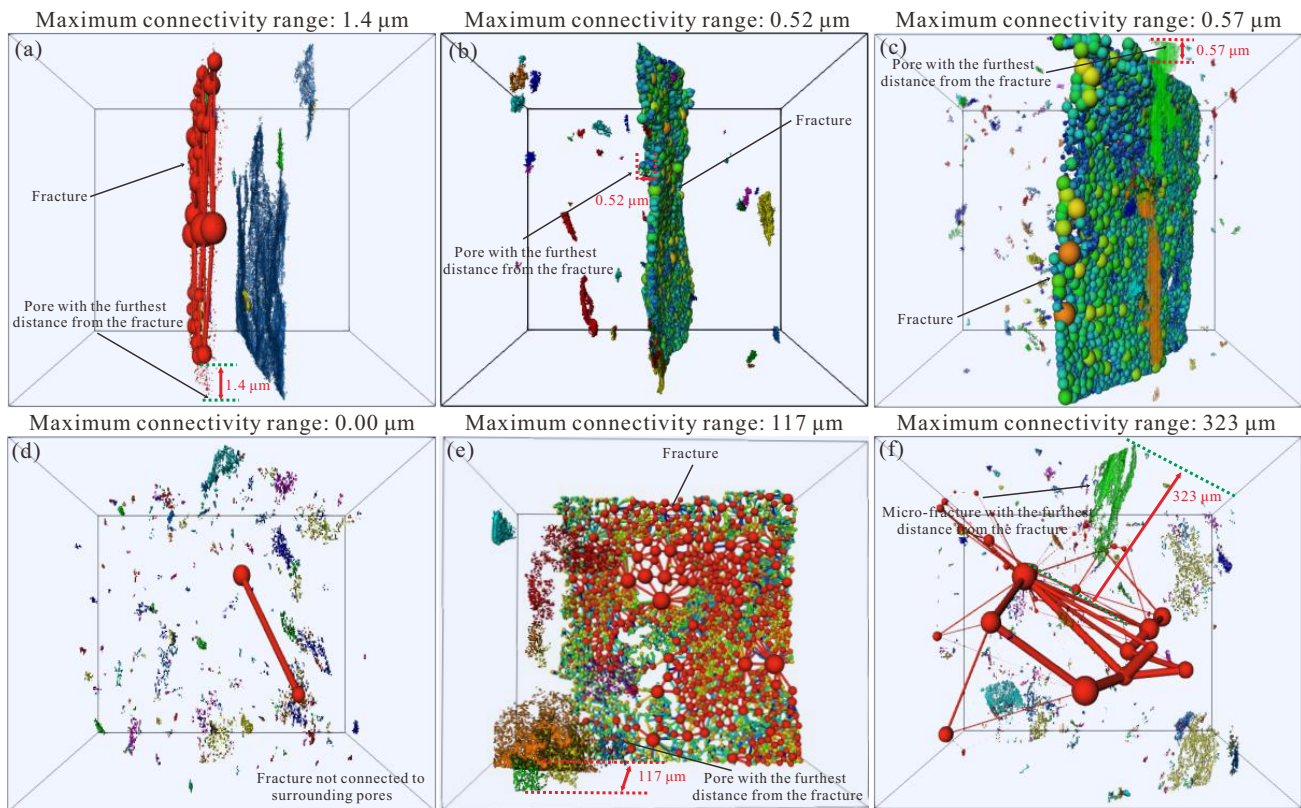 Maximum connectivity range: 1.4 μm
Maximum connectivity range: 0.52 μm
Maximum connectivity range: 0.57 μm
(a)
Fracture
Pore with the furthest
distance from the fracture
1.4 μm
(b)
Fracture
0.52 μm
Pore with the furthest
distance from the fracture
(c)
0.57 μm
Pore with the furthest
distance from the fracture
Fracture
Maximum connectivity range: 0.00 μm
Maximum connectivity range: 117 μm
Maximum connectivity range: 323 μm
(d)
Fracture not connected to
surrounding pores
(e)
Fracture
117 μm
Pore with the furthest
distance from the fracture
(f)
323 μm
Micro-fracture with the furthest
distance from the fracture